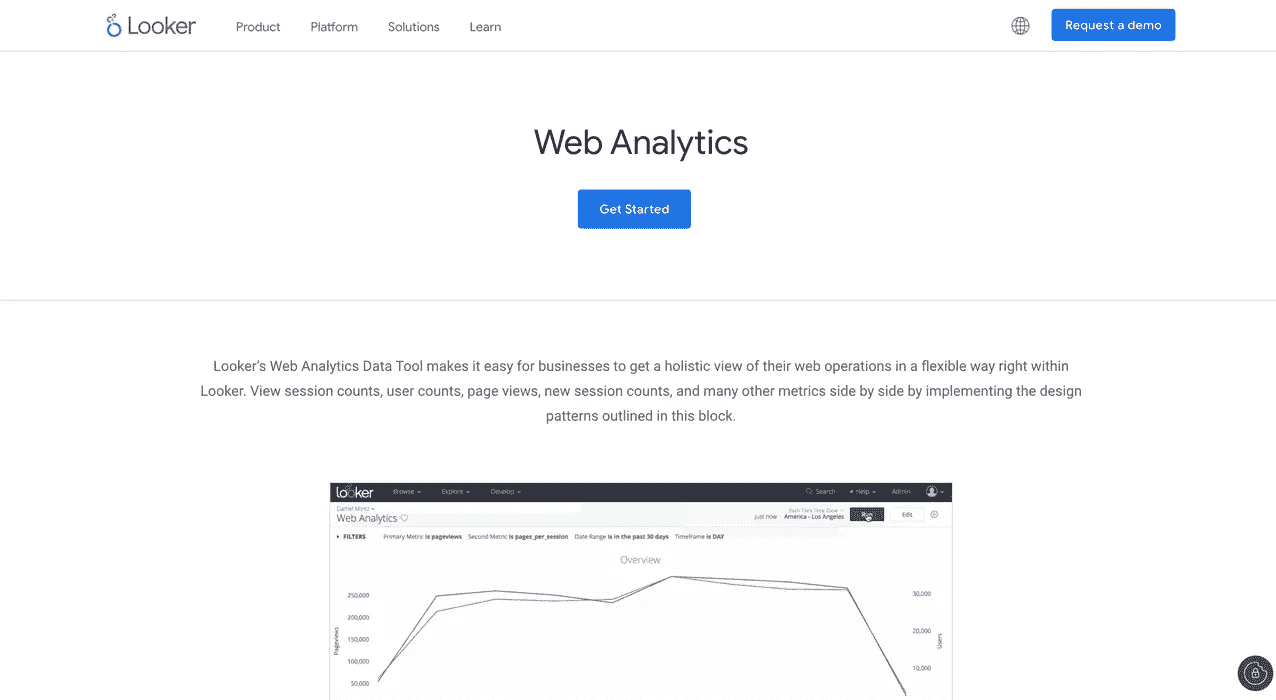 Looker Product Platform Solutions Learn Request a demo
Web Analytics
Get Started
Looker's Web Analytics Data Tool makes it easy for businesses to get a holistic view of their web operations in a flexible way right within
Looker. View session counts, user counts, page views, new session counts, and many other metrics side by side by implementing the design
patterns outlined in this block.
looker Browse Explore Develop Search Help Admin
Daniel Mintz
Each Tile's Time Zone
Web Analytics just now America - Los Angeles Run Edit
FILTERS Primary Metric is pageviews Second Metric is pages_per_session Date Range is in the past 30 days Timeframe is DAY
Overview
250,000 30,000
200,000
20,000
150,000
Pageviews Users
100,000 10,000
50,000